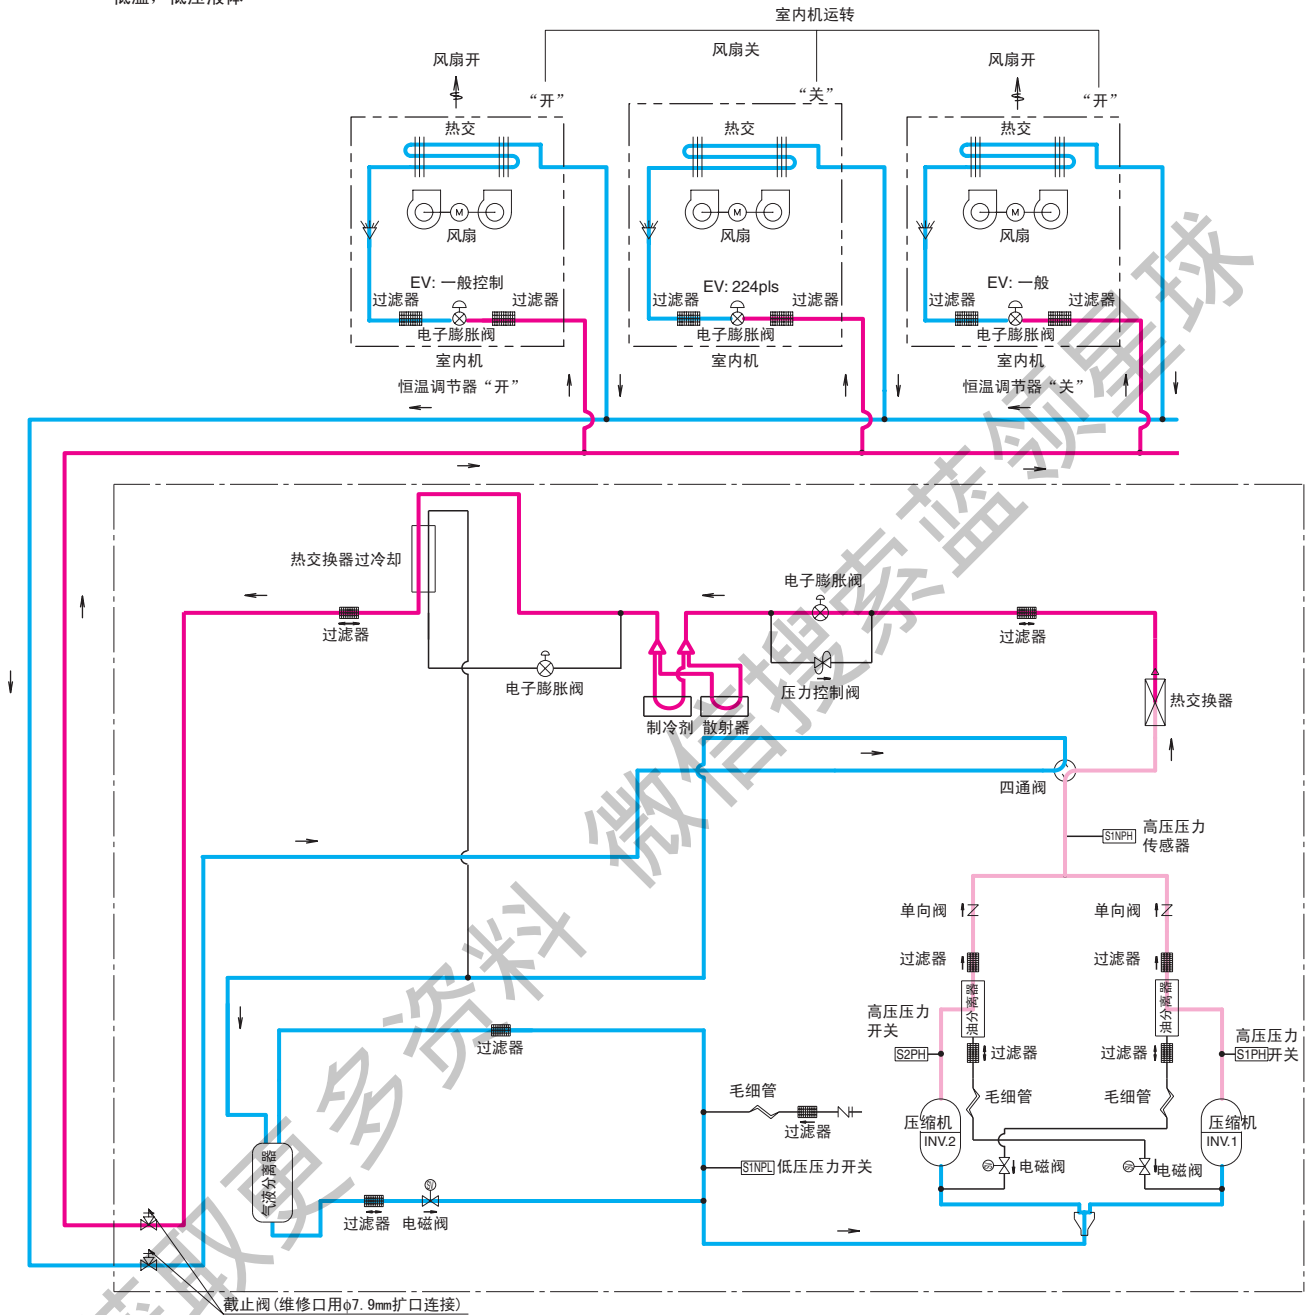 室内机运转
风扇开
风扇关
风扇开
“开”
“关”
“开”
热交
热交
热交
M
M
M
风扇
风扇
风扇
EV: 一般控制
EV: 224pls
EV: 一般
过滤器
过滤器
过滤器
过滤器
过滤器
过滤器
电子膨胀阀
电子膨胀阀
电子膨胀阀
室内机
室内机
室内机
恒温调节器“开”
恒温调节器“关”
热交换器过冷却
过滤器
电子膨胀阀
电子膨胀阀
压力控制阀
过滤器
制冷剂
散射器
热交换器
四通阀
S1NPH
高压压力
传感器
单向阀
单向阀
过滤器
过滤器
油分离器
油分离器
高压压力
开关
S2PH
高压压力
S1PH
开关
过滤器
过滤器
过滤器
毛细管
毛细管
毛细管
过滤器
压缩机
INV.2
压缩机
INV.1
电磁阀
电磁阀
S1NPL
低压压力开关
气液分离器
过滤器
电磁阀
截止阀(维修口用φ7.9mm扩口连接)
获取更多资料 微信搜索蓝领星球